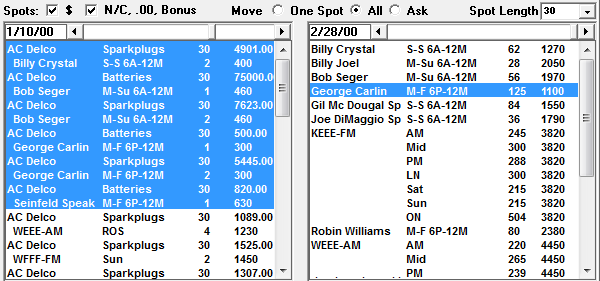 Spots: $ N/C, .00, Bonus Move One Spot All Ask Spot Length 30
1/10/00
AC Delco Sparkplugs 30 4901.00
Billy Crystal S-S 6A-12M 2 400
AC Delco Batteries 30 75000.0
Bob Seger M-Su 6A-12M 1 460
AC Delco Sparkplugs 30 7623.00
Bob Seger M-Su 6A-12M 2 460
AC Delco Batteries 30 500.00
George Carlin M-F 6P-12M 1 300
AC Delco Sparkplugs 30 5445.00
George Carlin M-F 6P-12M 2 300
AC Delco Batteries 30 820.00
Seinfeld Speak M-F 6P-12M 1 630
AC Delco Sparkplugs 30 1089.00
WEEE-AM ROS 4 1230
AC Delco Sparkplugs 30 1525.00
WFFF-FM Sun 2 1450
AC Delco Sparkplugs 30 1307.00
2/28/00
Billy Crystal S-S 6A-12M 62 1270
Billy Joel M-Su 6A-12M 28 2050
Bob Seger M-Su 6A-12M 56 1970
George Carlin M-F 6P-12M 125 1100
Gil Mc Dougal Sp S-S 6A-12M 84 1550
Joe DiMaggio Sp S-S 6A-12M 36 1790
KEEE-FM AM 245 3820
Mid 300 3820
PM 288 3820
LN 300 3820
Sat 215 3820
Sun 215 3820
ON 504 3820
Robin Williams M-F 6P-12M 80 2380
WEEE-AM AM 220 4450
Mid 238 4450
PM 239 4450